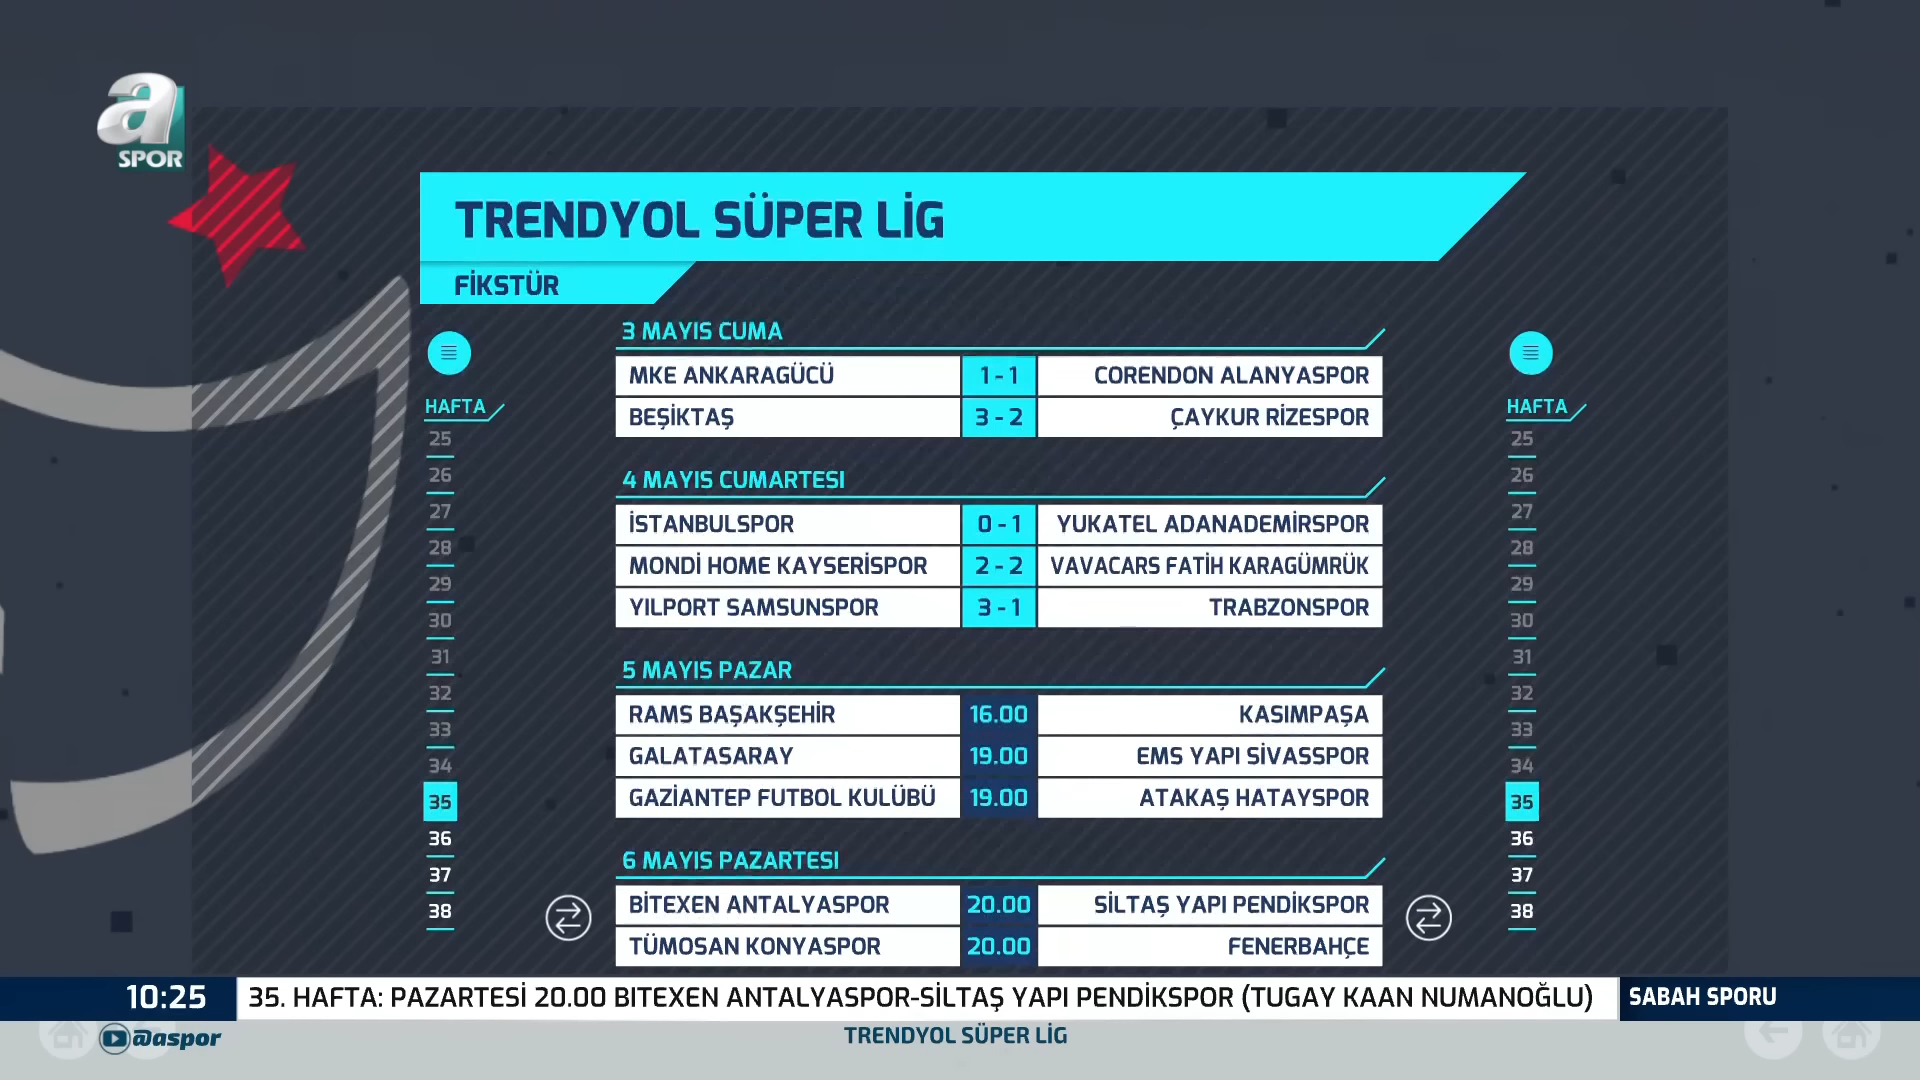 a
SPOR
TRENDYOL SÜPER LİG
FİKSTÜR
HAFTA
25
26
27
28
29
30
31
32
33
34
35
36
37
38
3 MAYIS CUMA
MKE ANKARAGÜCÜ 1 - 1 CORENDON ALANYASPOR
BEŞİKTAŞ 3 - 2 ÇAYKUR RİZESPOR
4 MAYIS CUMARTESI
İSTANBULSPOR 0 - 1 YUKATEL ADANADEMİRSPOR
MONDİ HOME KAYSERİSPOR 2 - 2 VAVACARS FATİH KARAGÜMRÜK
YILPORT SAMSUNSPOR 3 - 1 TRABZONSPOR
5 MAYIS PAZAR
RAMS BAŞAKŞEHİR 16.00 KASIMPAŞA
GALATASARAY 19.00 EMS YAPI SİVASSPOR
GAZİANTEP FUTBOL KULÜBÜ 19.00 ATAKAŞ HATAYSPOR
6 MAYIS PAZARTESI
BİTEXEN ANTALYASPOR 20.00 SİLTAŞ YAPI PENDİKSPOR
TÜMOSAN KONYASPOR 20.00 FENERBAHÇE
HAFTA
25
26
27
28
29
30
31
32
33
34
35
36
37
38
10:25 35. HAFTA: PAZARTESİ 20.00 BITEXEN ANTALYASPOR-SİLTAŞ YAPI PENDİKSPOR (TUGAY KAAN NUMANOĞLU) SABAH SPORU
@aspor TRENDYOL SÜPER LİG